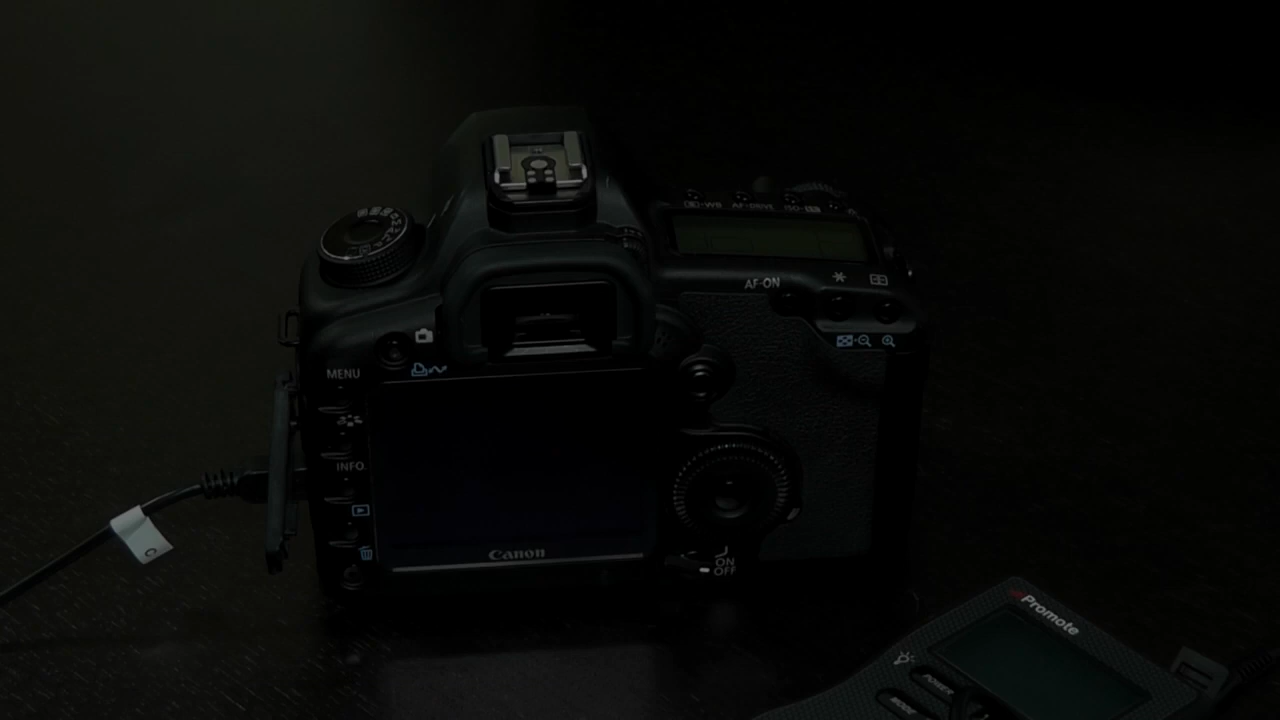 WB
AF·DRIVE
ISO
AF-ON
MENU
INFO.
Canon
ON
OFF
C
Promote
POWER
MODE